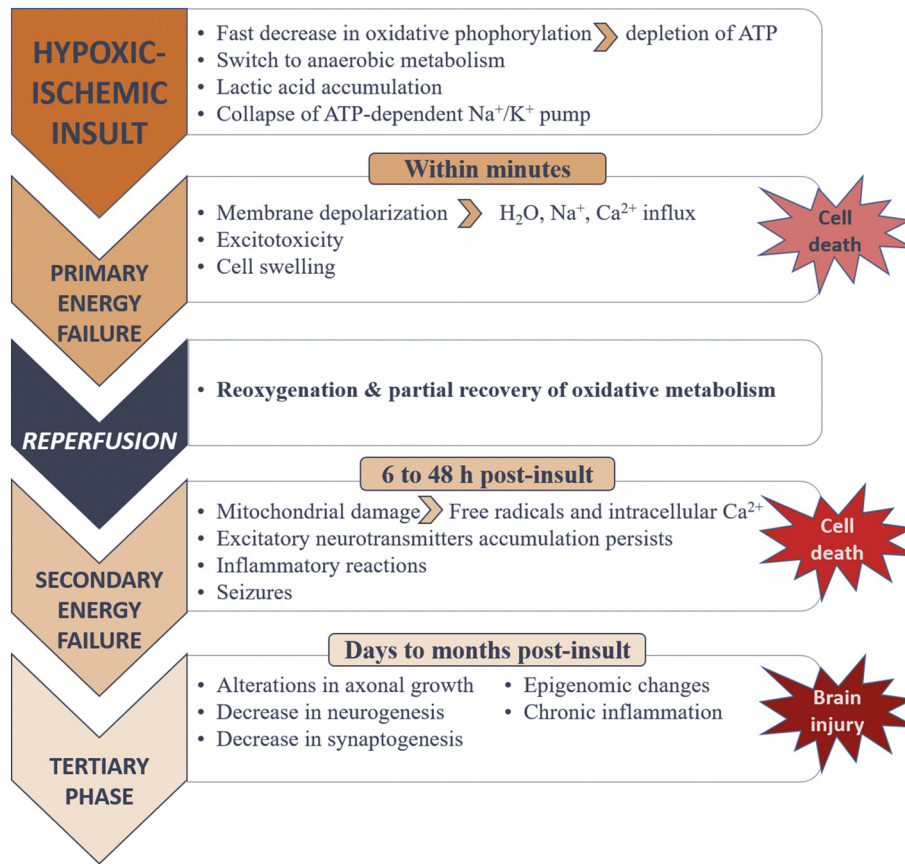 HYPOXIC-
ISCHEMIC
INSULT
• Fast decrease in oxidative phophorylation depletion of ATP
• Switch to anaerobic metabolism
• Lactic acid accumulation
• Collapse of ATP-dependent Na⁺/K⁺ pump
Within minutes
PRIMARY
ENERGY
FAILURE
• Membrane depolarization H₂O, Na⁺, Ca²⁺ influx
• Excitotoxicity
• Cell swelling
Cell
death
REPERFUSION
• Reoxygenation & partial recovery of oxidative metabolism
6 to 48 h post-insult
SECONDARY
ENERGY
FAILURE
• Mitochondrial damage Free radicals and intracellular Ca²⁺
• Excitatory neurotransmitters accumulation persists
• Inflammatory reactions
• Seizures
Cell
death
Days to months post-insult
TERTIARY
PHASE
• Alterations in axonal growth
• Decrease in neurogenesis
• Decrease in synaptogenesis
• Epigenomic changes
• Chronic inflammation
Brain
injury